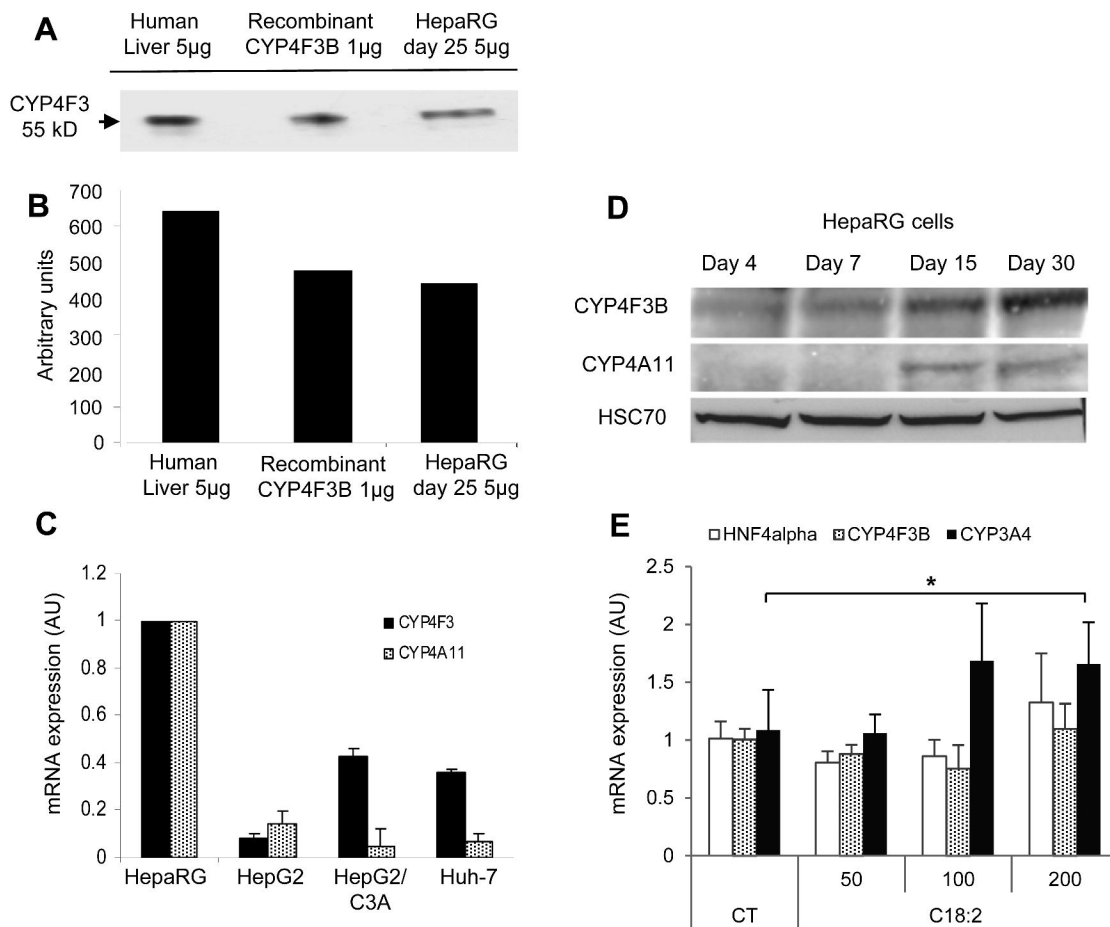 A
Human
Liver 5µg
Recombinant
CYP4F3B 1µg
HepaRG
day 25 5µg
CYP4F3
55 kD
B
Arbitrary units
700
600
500
400
300
200
100
0
Human
Liver 5µg
Recombinant
CYP4F3B 1µg
HepaRG
day 25 5µg
C
mRNA expression (AU)
1.2
1
0.8
0.6
0.4
0.2
0
CYP4F3
CYP4A11
HepaRG
HepG2
HepG2/
C3A
Huh-7
D
HepaRG cells
Day 4
Day 7
Day 15
Day 30
CYP4F3B
CYP4A11
HSC70
E
HNF4alpha
CYP4F3B
CYP3A4
mRNA expression (AU)
2.5
2
1.5
1
0.5
0
*
50
100
200
CT
C18:2